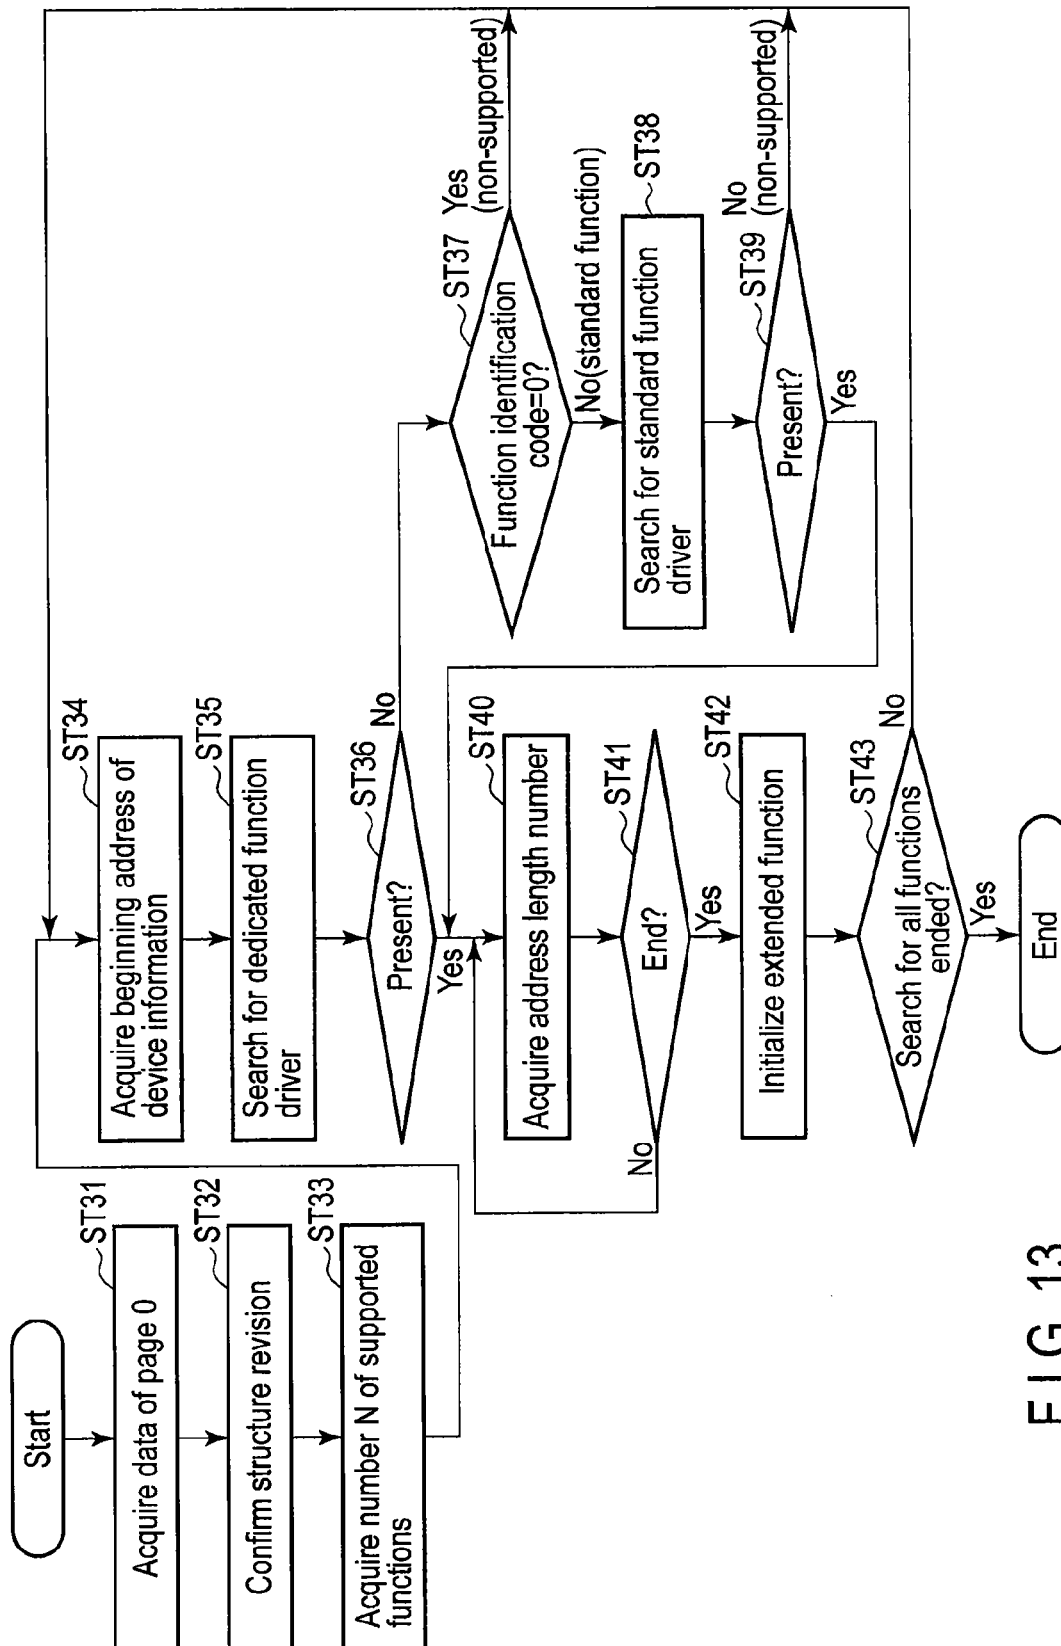 Start
Acquire data of page 0
ST31
Confirm structure revision
ST32
Acquire number N of supported
functions
ST33
Acquire beginning address of
device information
ST34
Search for dedicated function
driver
ST35
Present?
ST36
No
Yes
Function identification
code=0?
ST37
Yes
(non-supported)
No(standard function)
Search for standard function
driver
ST38
Present?
ST39
No
(non-supported)
Yes
Acquire address length number
ST40
End?
ST41
No
Yes
Initialize extended function
ST42
Search for all functions
ended?
ST43
No
Yes
End
FIG. 13